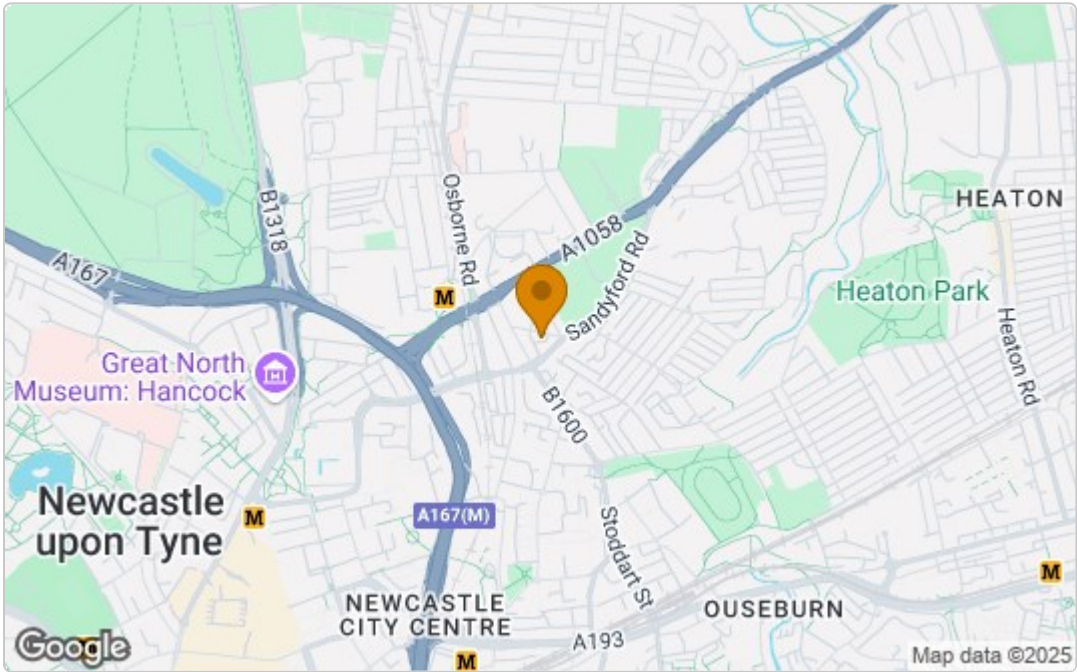 Osborne Rd
B1318
HEATON
A1058
Sandyford Rd
A167
M
Heaton Park
Heaton Rd
Great North
Museum: Hancock
B1600
Newcastle
upon Tyne
M
A167(M)
Stoddart St
M
NEWCASTLE
CITY CENTRE
OUSEBURN
A193
M
Google
Map data ©2025